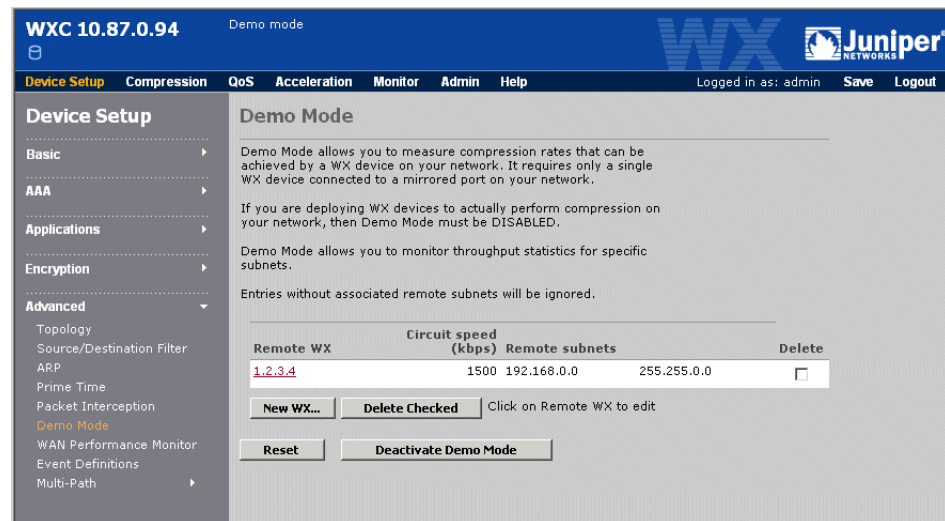 WXC 10.87.0.94
Demo mode
WX
Juniper®
NETWORKS
Device Setup Compression QoS Acceleration Monitor Admin Help Logged in as: admin Save Logout
Device Setup
Basic
AAA
Applications
Encryption
Advanced
Topology
Source/Destination Filter
ARP
Prime Time
Packet Interception
Demo Mode
WAN Performance Monitor
Event Definitions
Multi-Path
Demo Mode
Demo Mode allows you to measure compression rates that can be
achieved by a WX device on your network. It requires only a single
WX device connected to a mirrored port on your network.
If you are deploying WX devices to actually perform compression on
your network, then Demo Mode must be DISABLED.
Demo Mode allows you to monitor throughput statistics for specific
subnets.
Entries without associated remote subnets will be ignored.
Remote WX Circuit speed (kbps) Remote subnets Delete
1.2.3.4 1500 192.168.0.0 255.255.0.0
New WX... Delete Checked Click on Remote WX to edit
Reset Deactivate Demo Mode